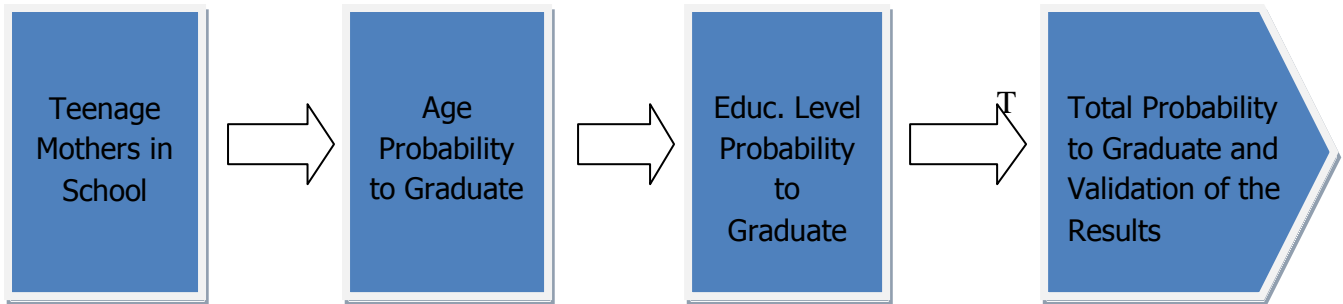 Teenage
Mothers in
School
Age
Probability
to Graduate
Educ. Level
Probability
to
Graduate
T
Total Probability
to Graduate and
Validation of the
Results